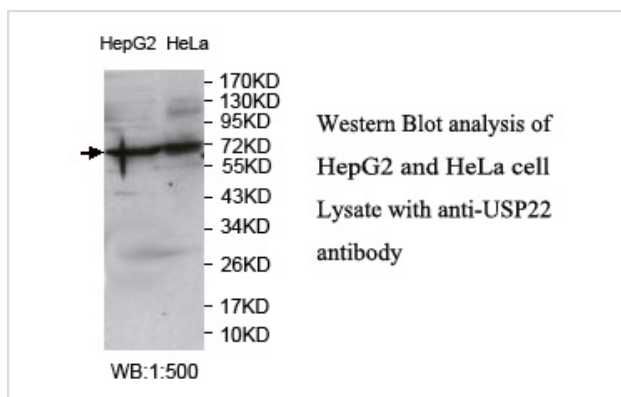 HepG2 HeLa
170KD
130KD
95KD
72KD
55KD
43KD
34KD
26KD
17KD
10KD
WB:1:500
Western Blot analysis of
HepG2 and HeLa cell
Lysate with anti-USP22
antibody